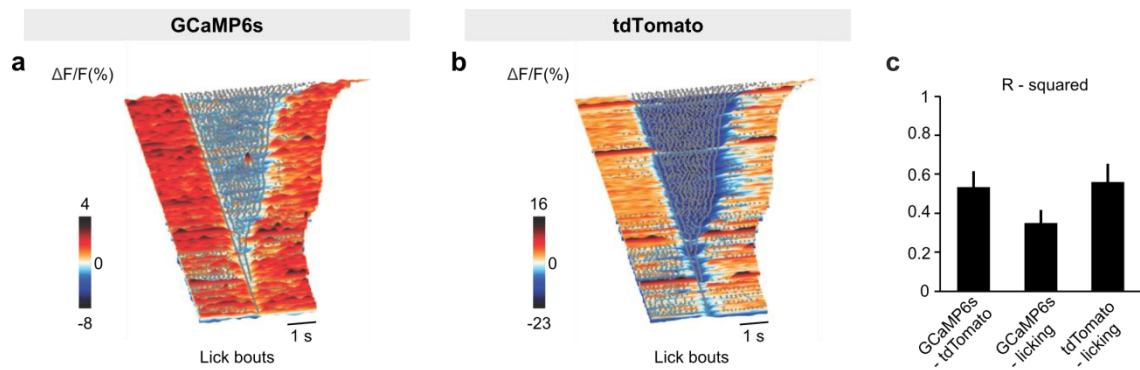 GCaMP6s
tdTomato
a
ΔF/F(%)
4
0
-8
1 s
Lick bouts
b
ΔF/F(%)
16
0
-23
1 s
Lick bouts
c
R - squared
1
0.8
0.6
0.4
0.2
0
GCaMP6s
- tdTomato
GCaMP6s
- licking
tdTomato
- licking